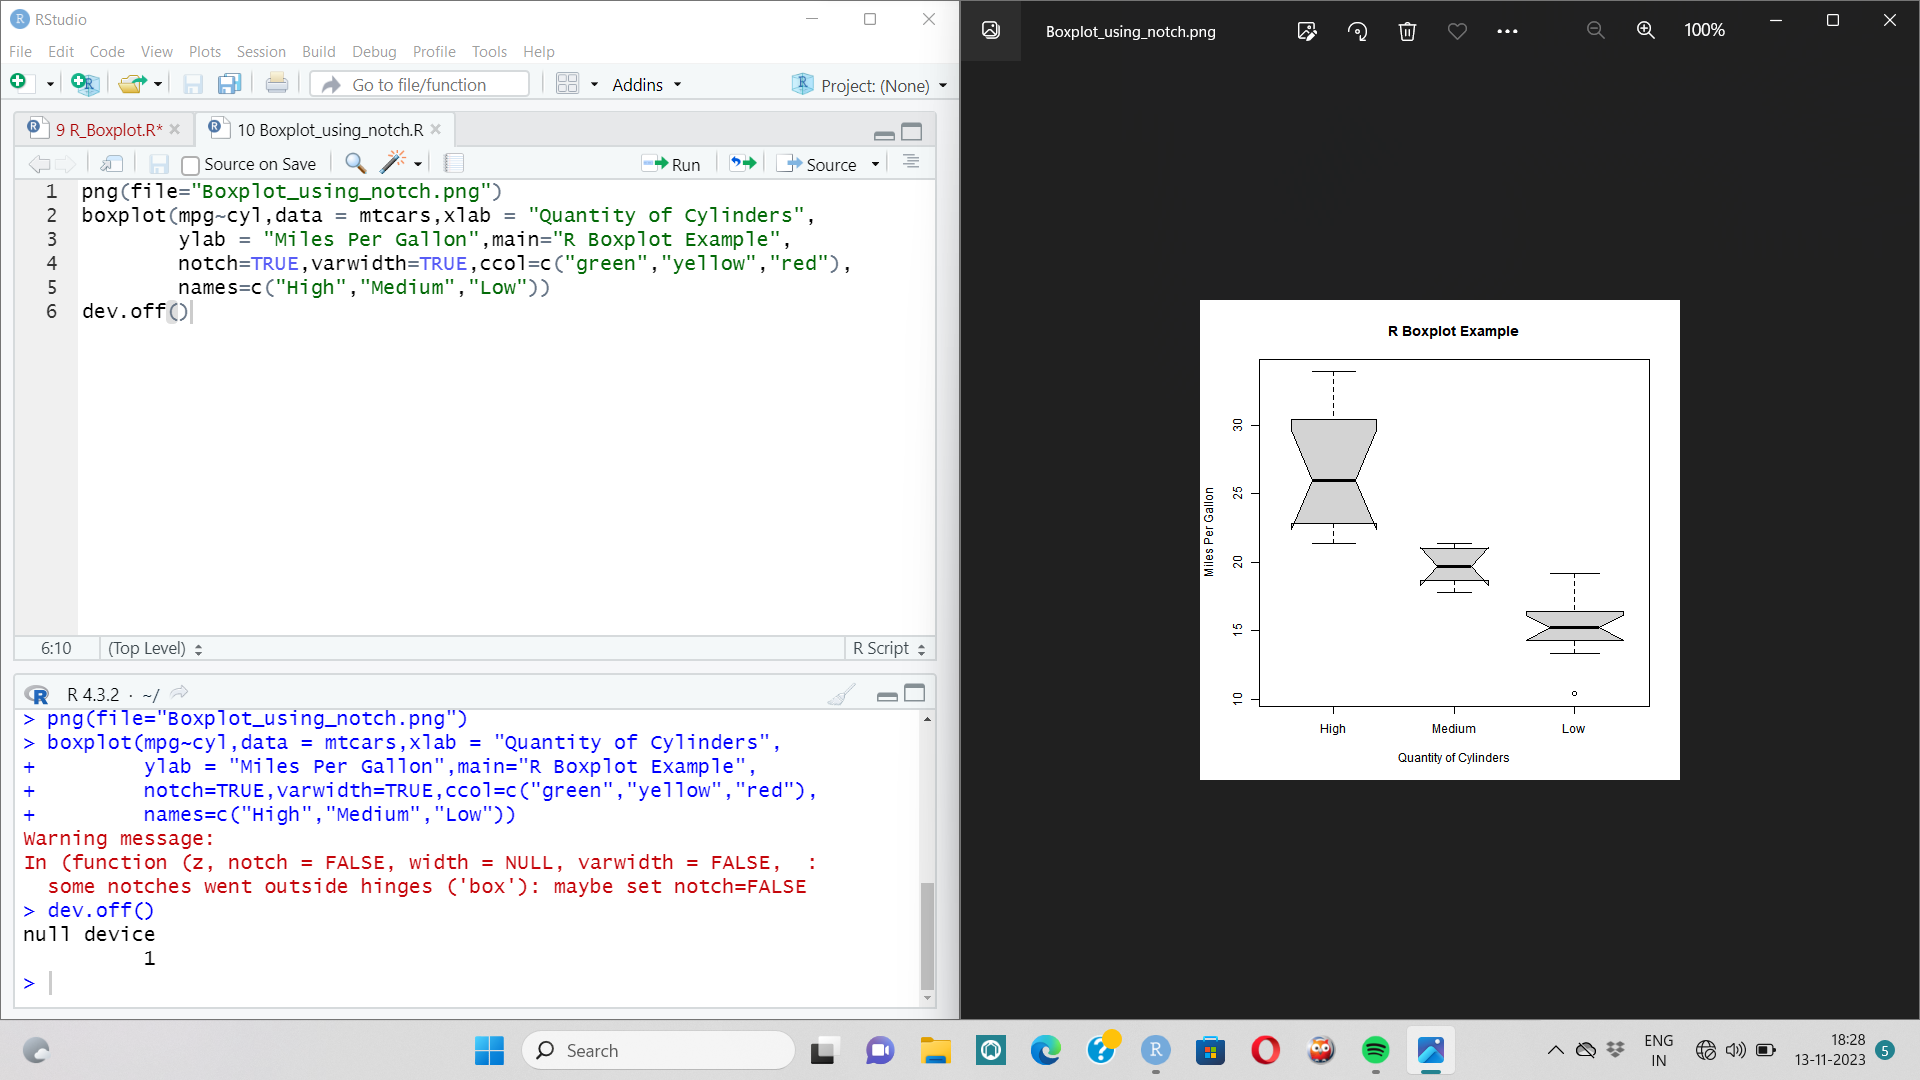 RStudio
File Edit Code View Plots Session Build Debug Profile Tools Help
Go to file/function Addins Project: (None)
9 R_Boxplot.R* 10 Boxplot_using_notch.R
Source on Save Run Source
1 png(file="Boxplot_using_notch.png")
2 boxplot(mpg~cyl,data = mtcars,xlab = "Quantity of Cylinders",
3 ylab = "Miles Per Gallon",main="R Boxplot Example",
4 notch=TRUE,varwidth=TRUE,ccol=c("green","yellow","red"),
5 names=c("High","Medium","Low"))
6 dev.off()
6:10 (Top Level) R Script
R 4.3.2 · ~/
> png(file="Boxplot_using_notch.png")
> boxplot(mpg~cyl,data = mtcars,xlab = "Quantity of Cylinders",
+ ylab = "Miles Per Gallon",main="R Boxplot Example",
+ notch=TRUE,varwidth=TRUE,ccol=c("green","yellow","red"),
+ names=c("High","Medium","Low"))
Warning message:
In (function (z, notch = FALSE, width = NULL, varwidth = FALSE, :
some notches went outside hinges ('box'): maybe set notch=FALSE
> dev.off()
null device
1
>
Boxplot_using_notch.png 100%
R Boxplot Example
Miles Per Gallon
30
25
20
15
10
High Medium Low
Quantity of Cylinders
Search
ENG
IN
18:28
13-11-2023
5